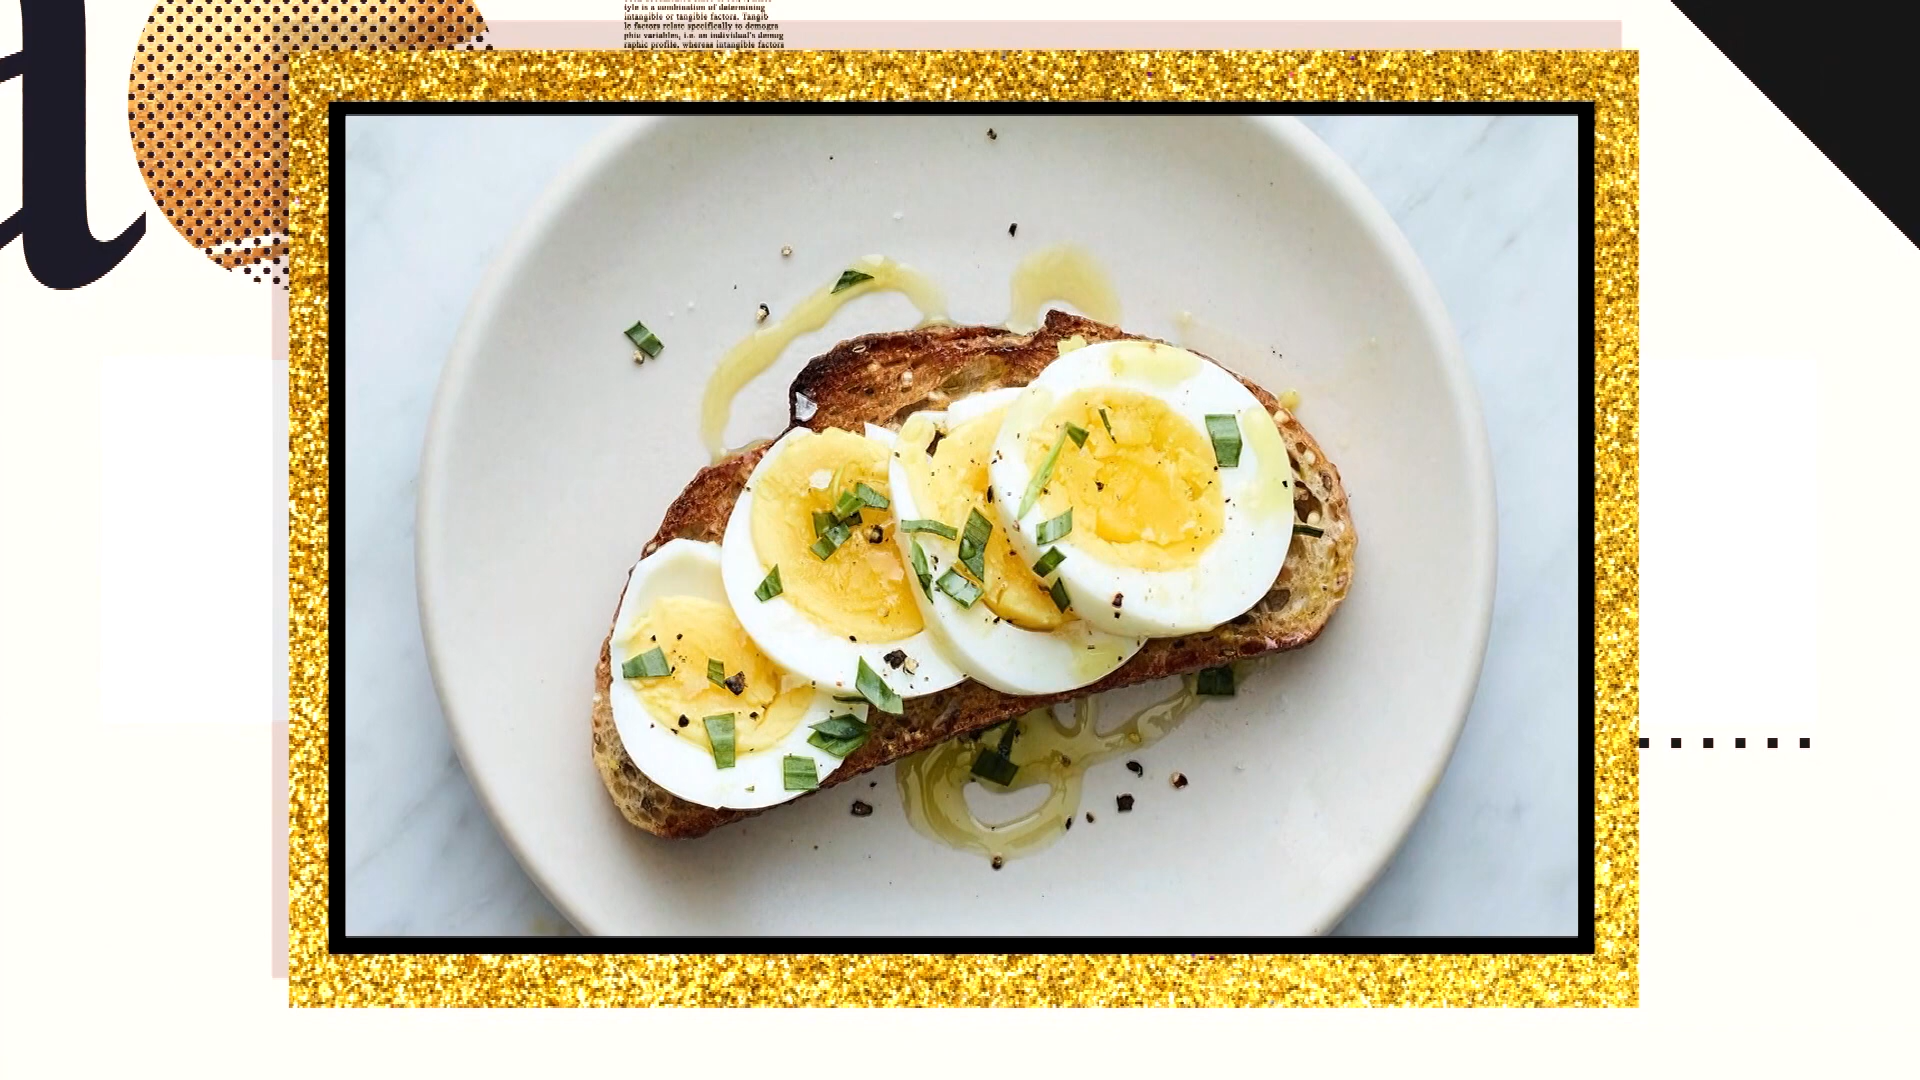 a
tyle is a combination of determining
intangible or tangible factors. Tangib
le factors relate specifically to demogra
phic variables, i.e. an individual's demog
raphic profile, whereas intangible factors